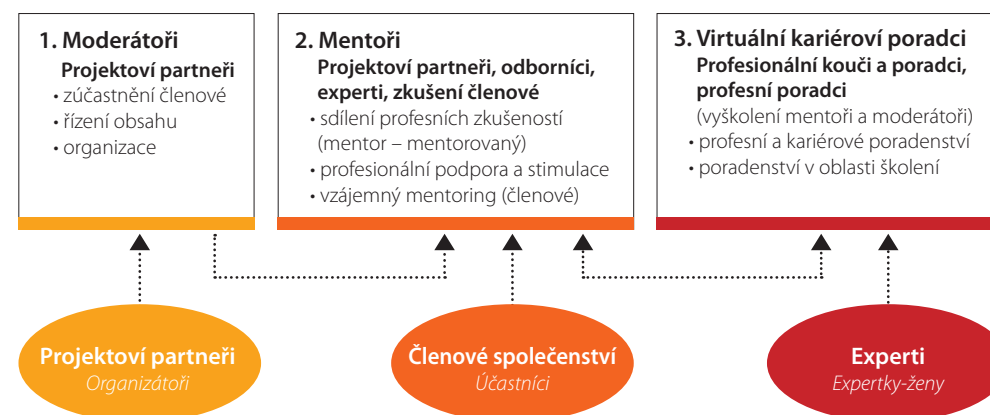 1. Moderátoři
Projektoví partneři
• zúčastnění členové
• řízení obsahu
• organizace
2. Mentoři
Projektoví partneři, odborníci,
experti, zkušení členové
• sdílení profesních zkušeností
(mentor – mentorovaný)
• profesionální podpora a stimulace
• vzájemný mentoring (členové)
3. Virtuální kariéroví poradci
Profesionální kouči a poradci,
profesní poradci
(vyškolení mentoři a moderátoři)
• profesní a kariérové poradenství
• poradenství v oblasti školení
Projektoví partneři
Organizátoři
Členové společenství
Účastníci
Experti
Expertky-ženy